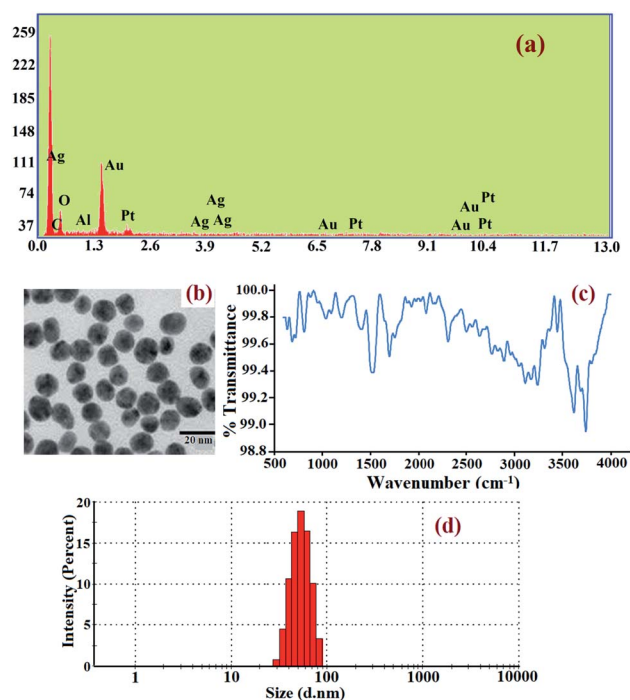 (a)
259
222
185
148
111
74
37
Ag
C
O
Al
Au
Pt
Ag
Ag Ag
Au
Pt
Au
Pt
Au
Pt
0.0 1.3 2.6 3.9 5.2 6.5 7.8 9.1 10.4 11.7 13.0
(b)
20 nm
(c)
% Transmittance
100.0
99.8
99.6
99.4
99.2
99.0
98.8
500 1000 1500 2000 2500 3000 3500 4000
Wavenumber (cm-1)
(d)
Intensity (Percent)
20
15
10
5
0
1 10 100 1000 10000
Size (d.nm)